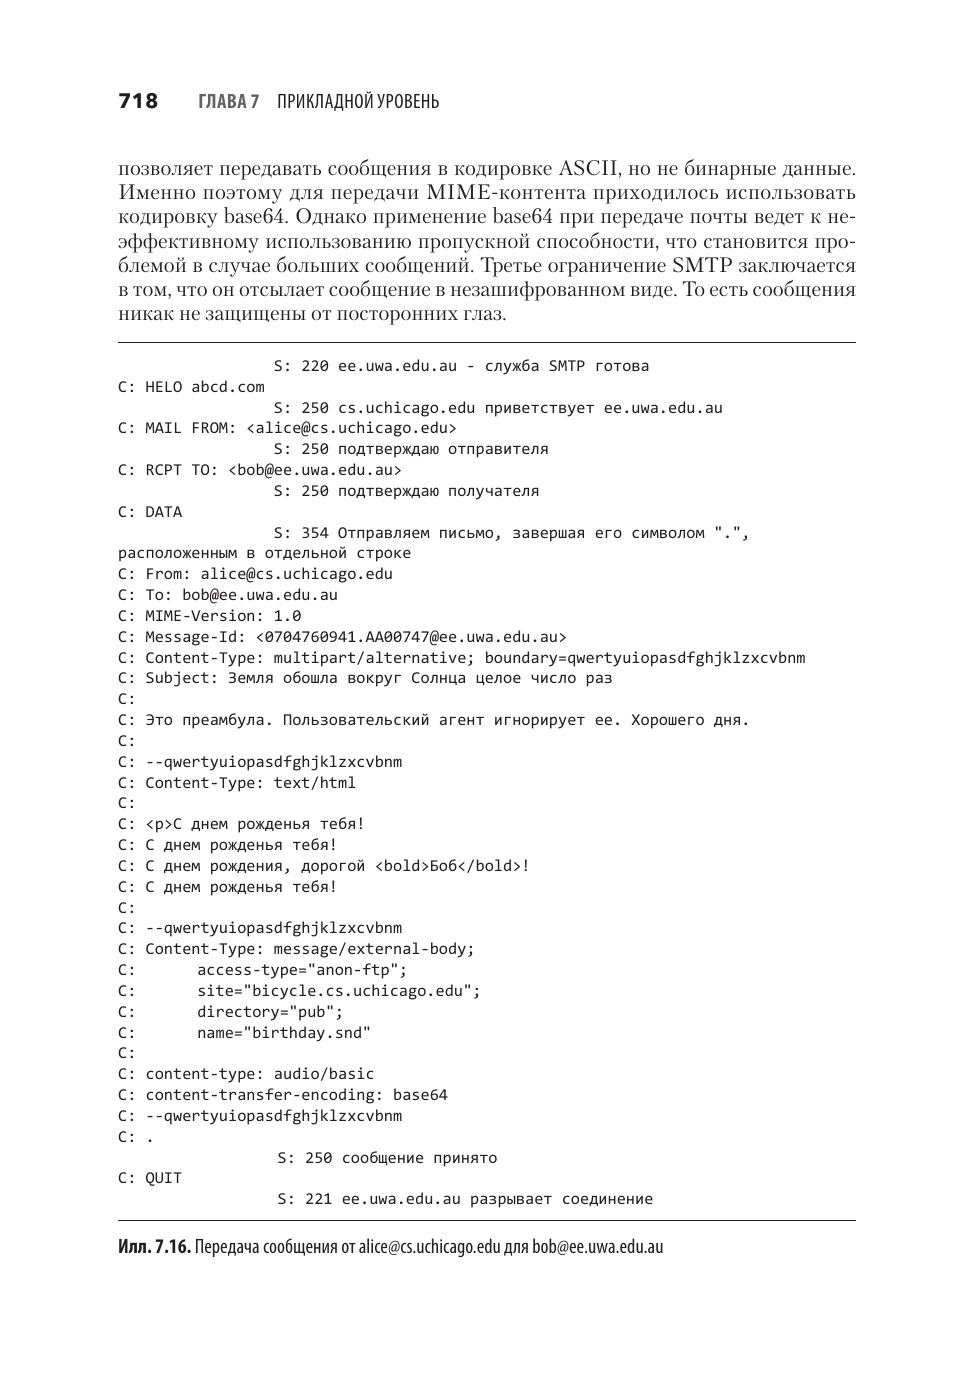 718 ГЛАВА 7 ПРИКЛАДНОЙ УРОВЕНЬ
позволяет передавать сообщения в кодировке ASCII, но не бинарные данные.
Именно поэтому для передачи MIME-контента приходилось использовать
кодировку base64. Однако применение base64 при передаче почты ведет к не-
эффективному использованию пропускной способности, что становится про-
блемой в случае больших сообщений. Третье ограничение SMTP заключается
в том, что он отсылает сообщение в незашифрованном виде. То есть сообщения
никак не защищены от посторонних глаз.
S: 220 ee.uwa.edu.au - служба SMTP готова
C: HELO abcd.com
S: 250 cs.uchicago.edu приветствует ee.uwa.edu.au
C: MAIL FROM: <alice@cs.uchicago.edu>
S: 250 подтверждаю отправителя
C: RCPT TO: <bob@ee.uwa.edu.au>
S: 250 подтверждаю получателя
C: DATA
S: 354 Отправляем письмо, завершая его символом ".",
расположенным в отдельной строке
C: From: alice@cs.uchicago.edu
C: To: bob@ee.uwa.edu.au
C: MIME-Version: 1.0
C: Message-Id: <0704760941.AA00747@ee.uwa.edu.au>
C: Content-Type: multipart/alternative; boundary=qwertyuiopasdfghjklzxcvbnm
C: Subject: Земля обошла вокруг Солнца целое число раз
C:
C: Это преамбула. Пользовательский агент игнорирует ее. Хорошего дня.
C:
C: --qwertyuiopasdfghjklzxcvbnm
C: Content-Type: text/html
C:
C: <p>С днем рожденья тебя!
C: С днем рожденья тебя!
C: С днем рождения, дорогой <bold>Боб</bold>!
C: С днем рожденья тебя!
C:
C: --qwertyuiopasdfghjklzxcvbnm
C: Content-Type: message/external-body;
C: access-type="anon-ftp";
C: site="bicycle.cs.uchicago.edu";
C: directory="pub";
C: name="birthday.snd"
C:
C: content-type: audio/basic
C: content-transfer-encoding: base64
C: --qwertyuiopasdfghjklzxcvbnm
C: .
S: 250 сообщение принято
C: QUIT
S: 221 ee.uwa.edu.au разрывает соединение
Илл. 7.16. Передача сообщения от alice@cs.uchicago.edu для bob@ee.uwa.edu.au